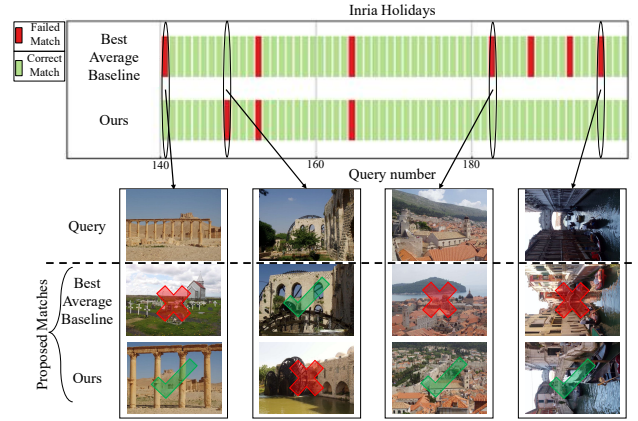 Inria Holidays
Failed
Match
Correct
Match
Best
Average
Baseline
Ours
140
160
180
Query number
Query
Proposed Matches
Best
Average
Baseline
Ours